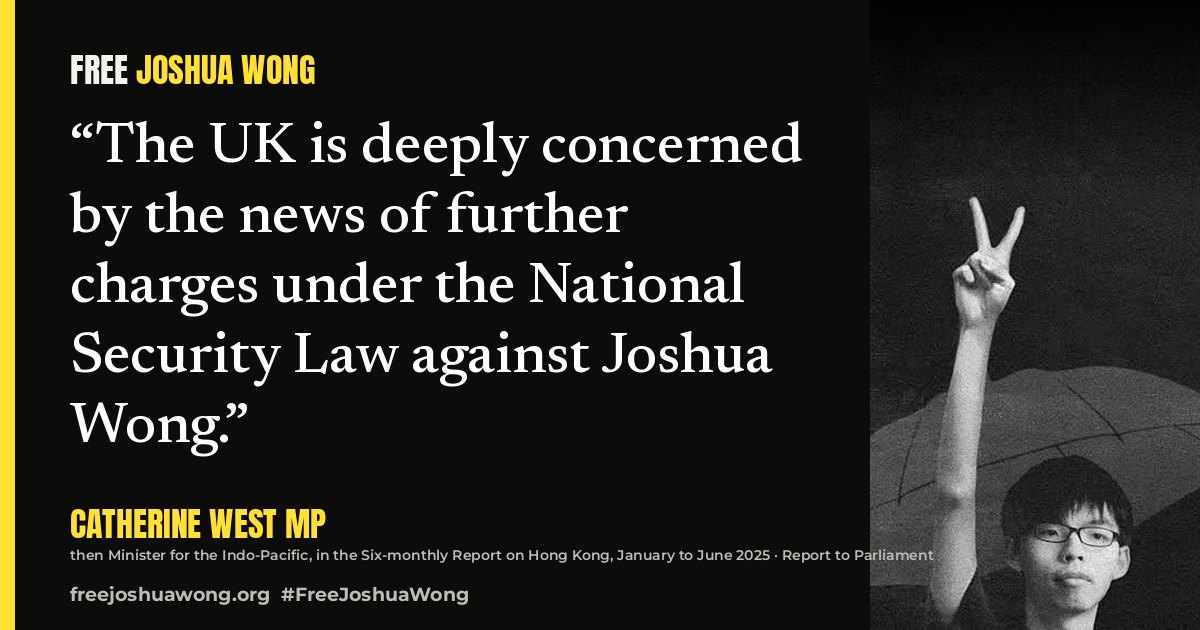 FREE JOSHUA WONG
“The UK is deeply concerned
by the news of further
charges under the National
Security Law against Joshua
Wong.”
CATHERINE WEST MP
then Minister for the Indo-Pacific, in the Six-monthly Report on Hong Kong, January to June 2025 · Report to Parliament
freejoshuawong.org #FreeJoshuaWong